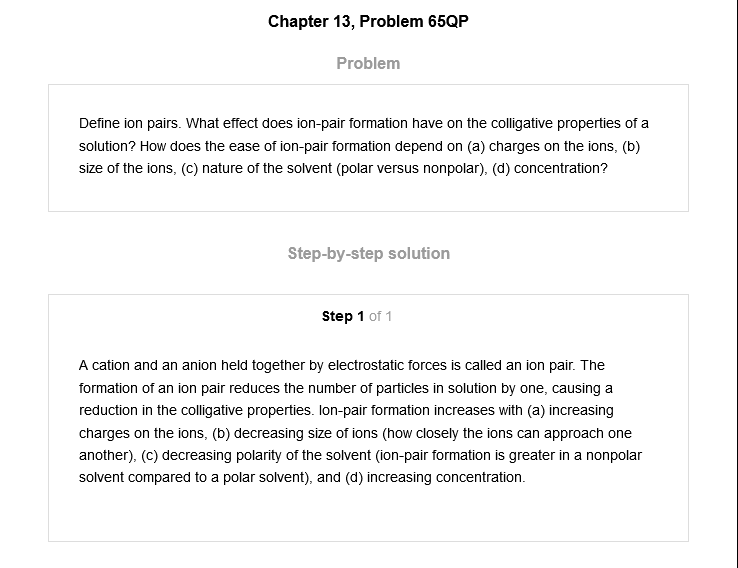 Chapter 13, Problem 65QP
Problem
Define ion pairs. What effect does ion-pair formation have on the colligative properties of a
solution? How does the ease of ion-pair formation depend on (a) charges on the ions, (b)
size of the ions, (c) nature of the solvent (polar versus nonpolar), (d) concentration?
Step-by-step solution
Step 1 of 1
A cation and an anion held together by electrostatic forces is called an ion pair. The
formation of an ion pair reduces the number of particles in solution by one, causing a
reduction in the colligative properties. Ion-pair formation increases with (a) increasing
charges on the ions, (b) decreasing size of ions (how closely the ions can approach one
another), (c) decreasing polarity of the solvent (ion-pair formation is greater in a nonpolar
solvent compared to a polar solvent), and (d) increasing concentration.